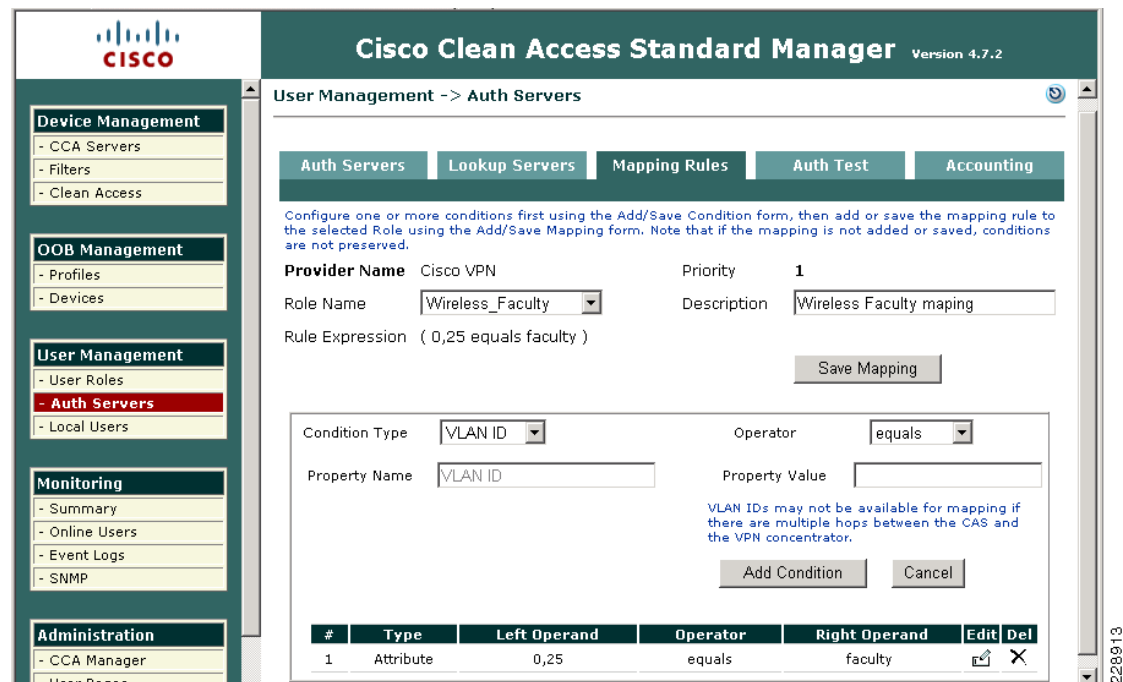 CISCO
Cisco Clean Access Standard Manager Version 4.7.2
Device Management
- CCA Servers
- Filters
- Clean Access
OOB Management
- Profiles
- Devices
User Management
- User Roles
- Auth Servers
- Local Users
Monitoring
- Summary
- Online Users
- Event Logs
- SNMP
Administration
- CCA Manager
- User Pages
User Management -> Auth Servers
Auth Servers Lookup Servers Mapping Rules Auth Test Accounting
Configure one or more conditions first using the Add/Save Condition form, then add or save the mapping rule to
the selected Role using the Add/Save Mapping form. Note that if the mapping is not added or saved, conditions
are not preserved.
Provider Name Cisco VPN Priority 1
Role Name Wireless_Faculty Description Wireless Faculty maping
Rule Expression ( 0,25 equals faculty )
Save Mapping
Condition Type VLAN ID Operator equals
Property Name VLAN ID Property Value
VLAN IDs may not be available for mapping if
there are multiple hops between the CAS and
the VPN concentrator.
Add Condition Cancel
# Type Left Operand Operator Right Operand Edit Del
1 Attribute 0,25 equals faculty
228913